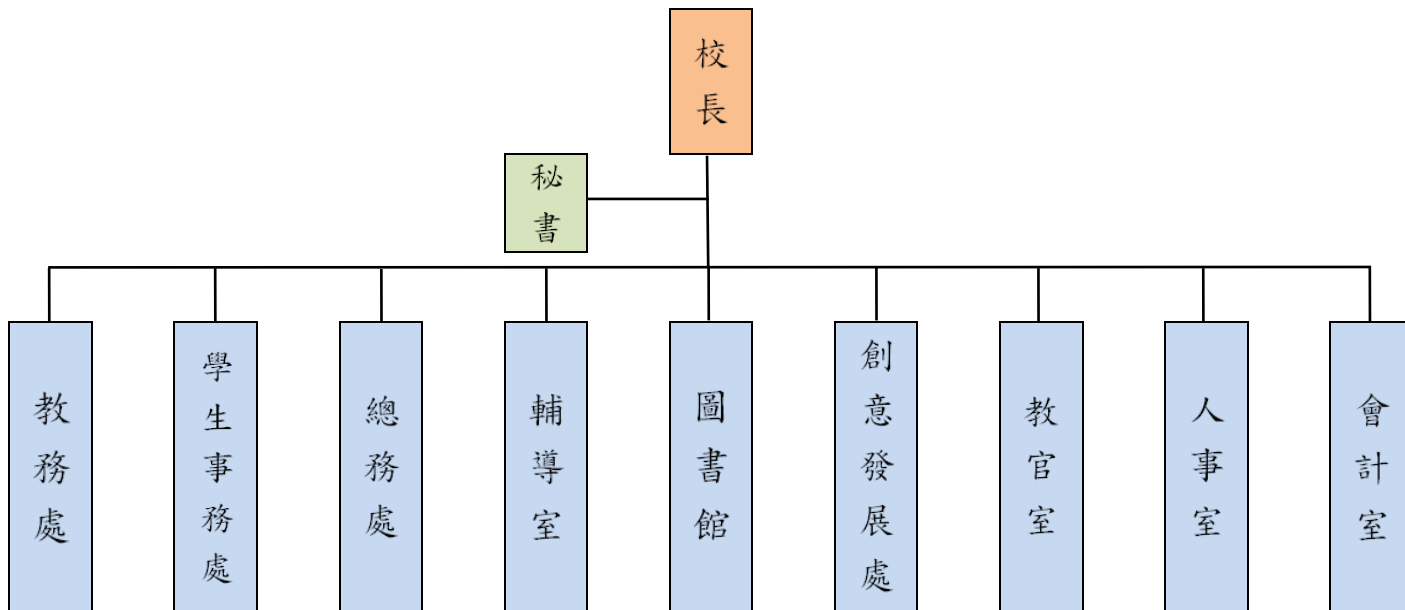 校長
秘書
教務處
學生事務處
總務處
輔導室
圖書館
創意發展處
教官室
人事室
會計室